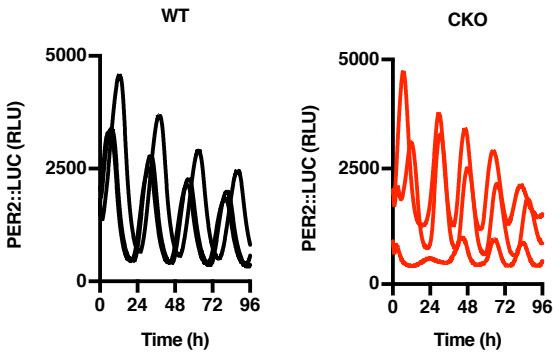 WT
PER2::LUC (RLU)
5000
2500
0
0 24 48 72 96
Time (h)
CKO
PER2::LUC (RLU)
5000
2500
0
0 24 48 72 96
Time (h)